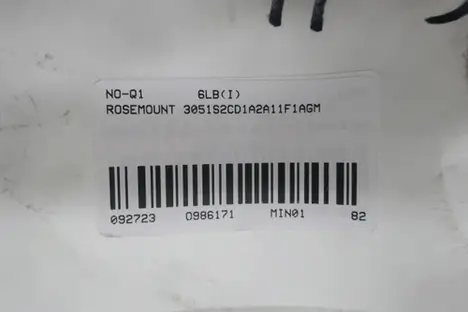 NO-Q1 6LB(I)
ROSEMOUNT 3051S2CD1A2A11F1AGM
092723 0986171 MIN01 82